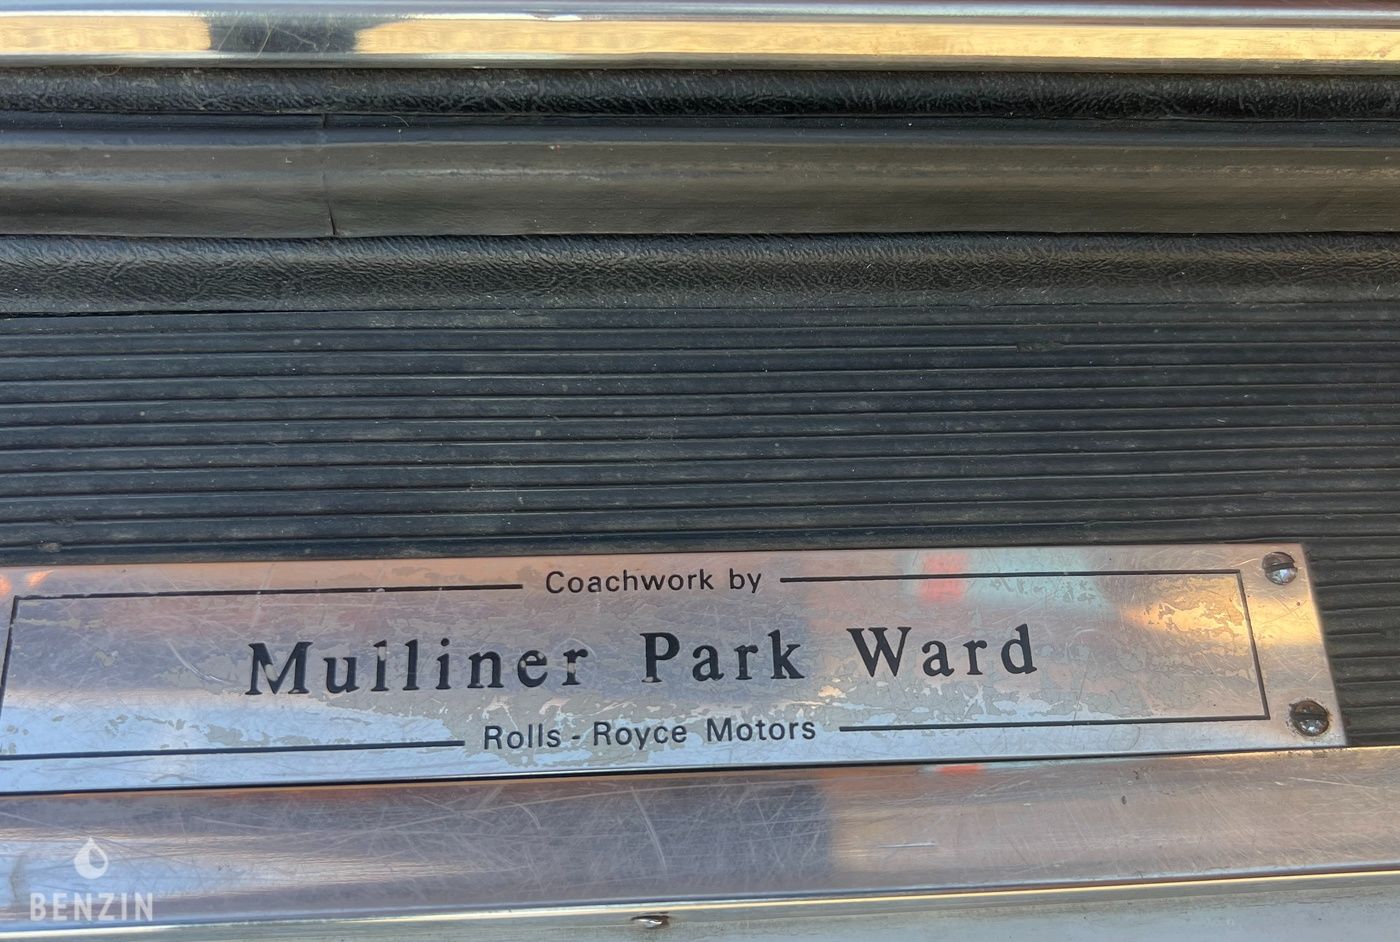 Coachwork by
Mulliner Park Ward
Rolls-Royce Motors
BENZIN